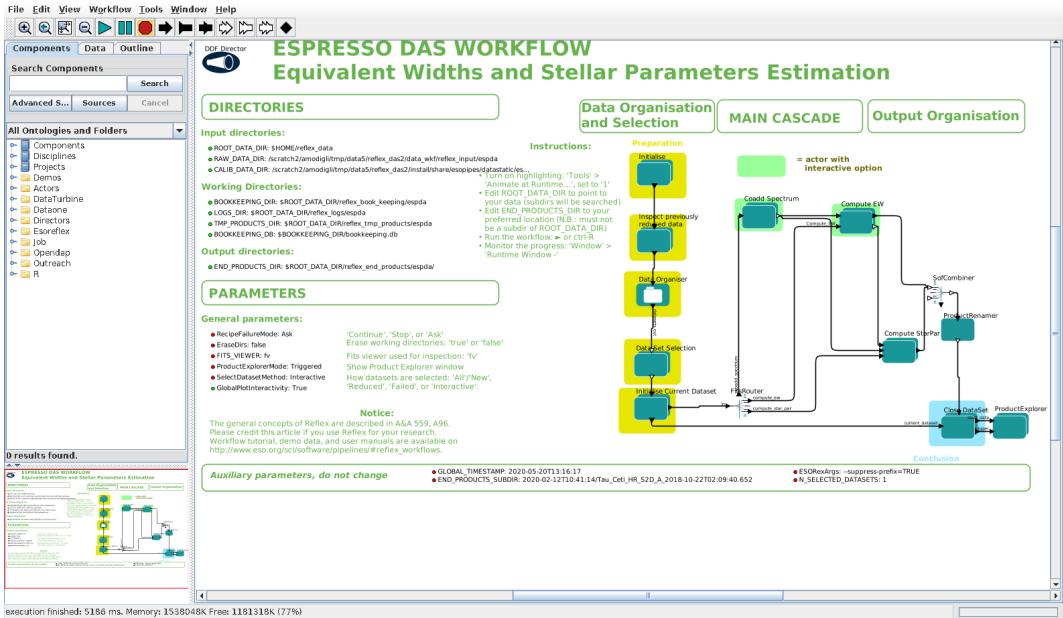 File Edit View Workflow Tools Window Help
Components Data Outline
Search Components
Search
Advanced S... Sources Cancel
All Ontologies and Folders
Components
Disciplines
Projects
Demos
Actors
DataTurbine
Dataone
Directors
Esoreflex
Job
Opendap
Outreach
R
0 results found.
DDF Director
ESPRESSO DAS WORKFLOW
Equivalent Widths and Stellar Parameters Estimation
DIRECTORIES
Input directories:
ROOT_DATA_DIR: $HOME/reflex_data
RAW_DATA_DIR: /scratch2/amodigli/tmp/data5/reflex_das2/data_wkf/reflex_input/espda
CALIB_DATA_DIR: /scratch2/amodigli/tmp/data5/reflex_das2/install/share/esopipes/datastatic/es...
Working Directories:
BOOKKEEPING_DIR: $ROOT_DATA_DIR/reflex_book_keeping/espda
LOGS_DIR: $ROOT_DATA_DIR/reflex_logs/espda
TMP_PRODUCTS_DIR: $ROOT_DATA_DIR/reflex_tmp_products/espda
BOOKKEEPING_DB: $BOOKKEEPING_DIR/bookkeeping.db
Output directories:
END_PRODUCTS_DIR: $ROOT_DATA_DIR/reflex_end_products/espda/
PARAMETERS
General parameters:
RecipeFailureMode: Ask 'Continue', 'Stop', or 'Ask'
EraseDirs: false Erase working directories: 'true' or 'false'
FITS_VIEWER: fv Fits viewer used for inspection: 'fv'
ProductExplorerMode: Triggered Show Product Explorer window
SelectDatasetMethod: Interactive How datasets are selected: 'All'/'New',
GlobalPlotInteractivity: True 'Reduced', 'Failed', or 'Interactive'.
Notice:
The general concepts of Reflex are described in A&A 559, A96.
Please credit this article if you use Reflex for your research.
Workflow tutorial, demo data, and user manuals are available on
http://www.eso.org/sci/software/pipelines/#reflex_workflows.
Instructions:
• Turn on highlighting: 'Tools' >
'Animate at Runtime...', set to '1'
• Edit ROOT_DATA_DIR to point
to your data (subdirs will be searched)
• Edit END_PRODUCTS_DIR to your
preferred location (N.B.: must not
be a subdir of ROOT_DATA_DIR)
• Run the workflow: ► or ctrl-R
• Monitor the progress: 'Window' >
'Runtime Window -'
Data Organisation
and Selection
MAIN CASCADE
Output Organisation
Preparation
Initialise
= actor with
interactive option
Inspect previously
reduced data
Data Organiser
Data Set Selection
Initialise Current Dataset
Coadd Spectrum
Compute EW
SofCombiner
ProductRenamer
Compute StarPar
FitsRouter
coadd_spectrum
compute_ew
compute_star_par
current_dataset
Close DataSet
ProductExplorer
Conclusion
Auxiliary parameters, do not change
GLOBAL_TIMESTAMP: 2020-05-20T13:16:17
END_PRODUCTS_SUBDIR: 2020-02-12T10:41:14/Tau_Ceti_HR_S2D_A_2018-10-22T02:09:40.652
ESORexArgs: --suppress-prefix=TRUE
N_SELECTED_DATASETS: 1
execution finished: 5186 ms. Memory: 1538048K Free: 1181318K (77%)